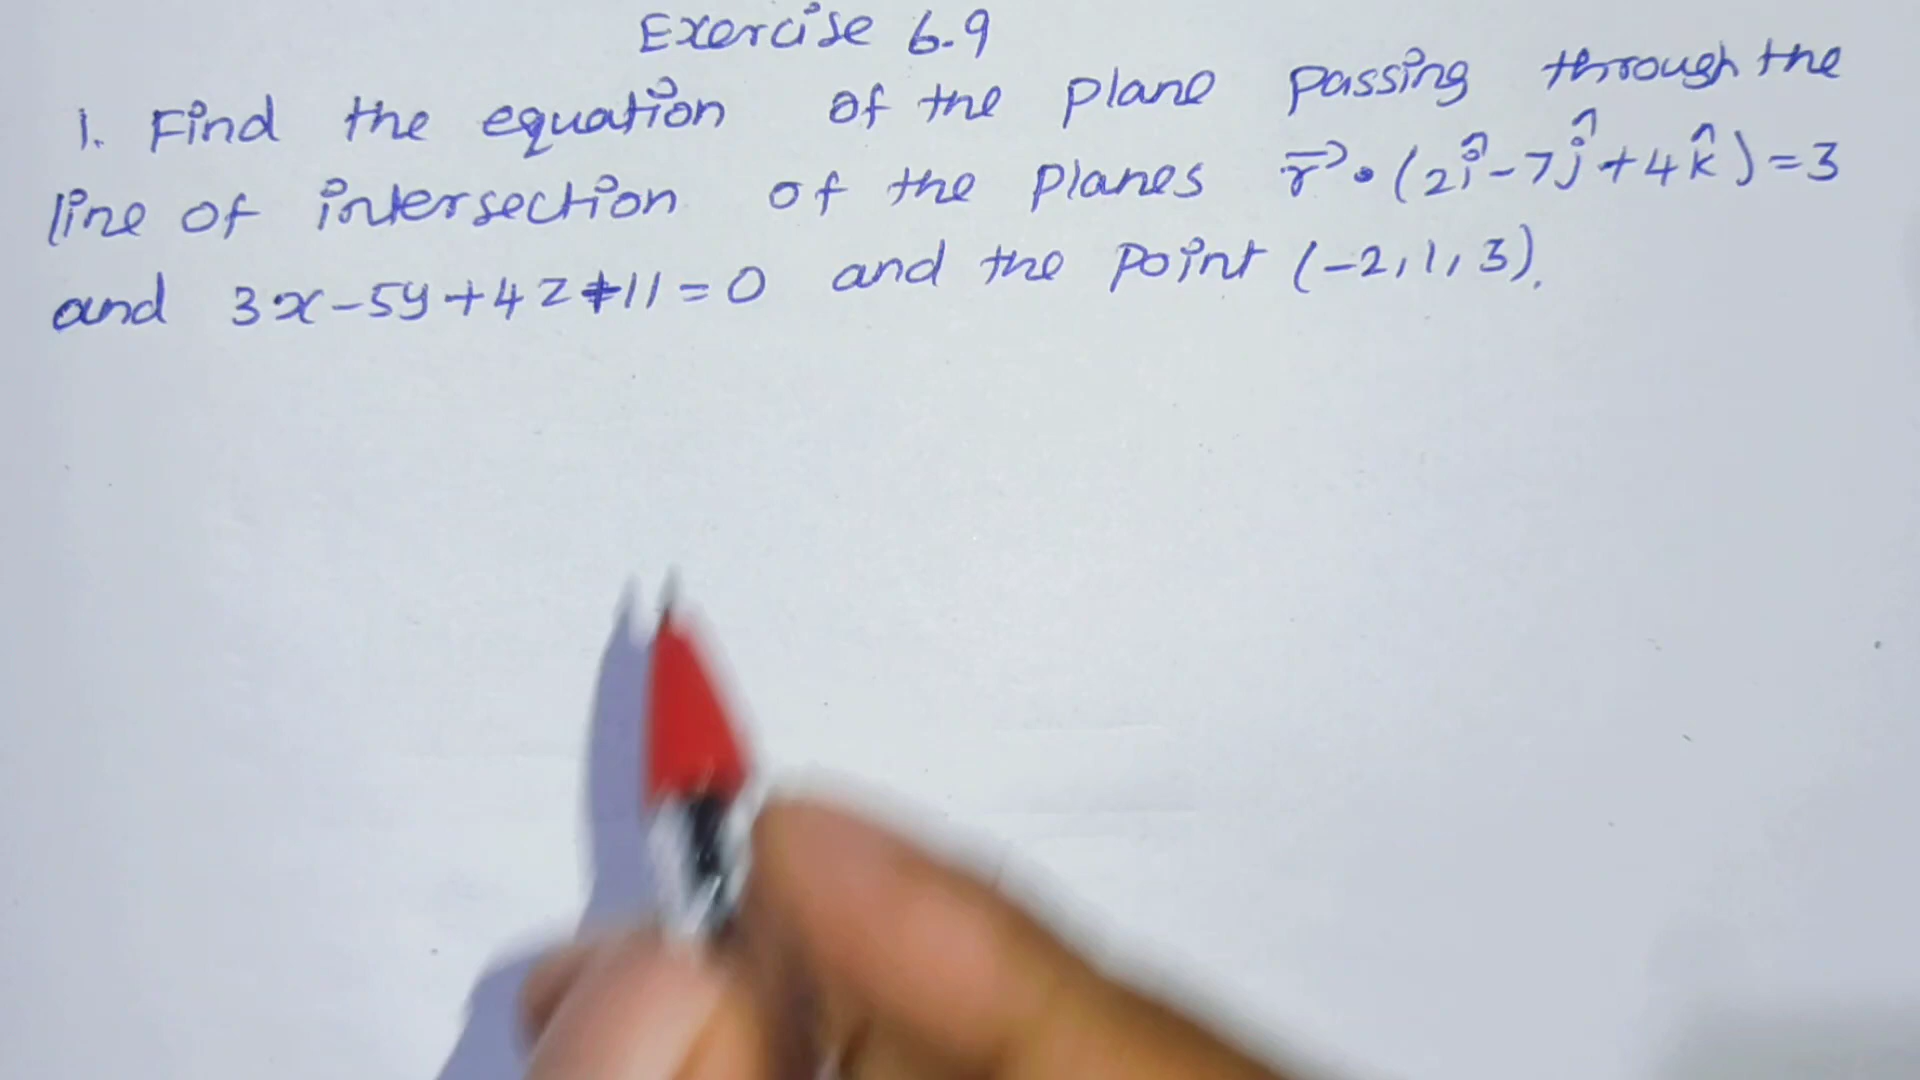 Exercise 6.9
1. Find the equation of the plane passing through the
line of intersection of the planes r⃗·(2î-7ĵ+4k̂)=3
and 3x-5y+4z+11=0 and the point (-2,1,3).